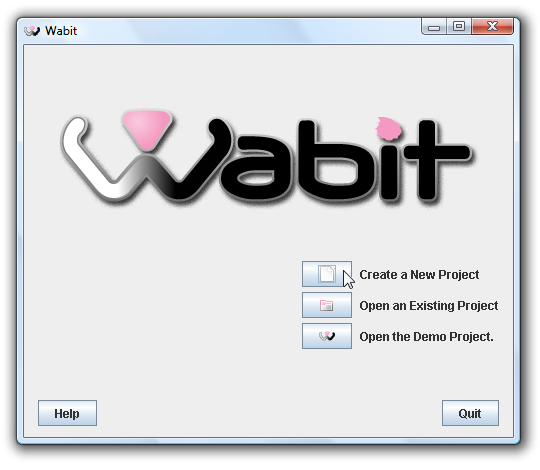 Wabit
Wabit
Create a New Project
Open an Existing Project
Open the Demo Project.
Help
Quit